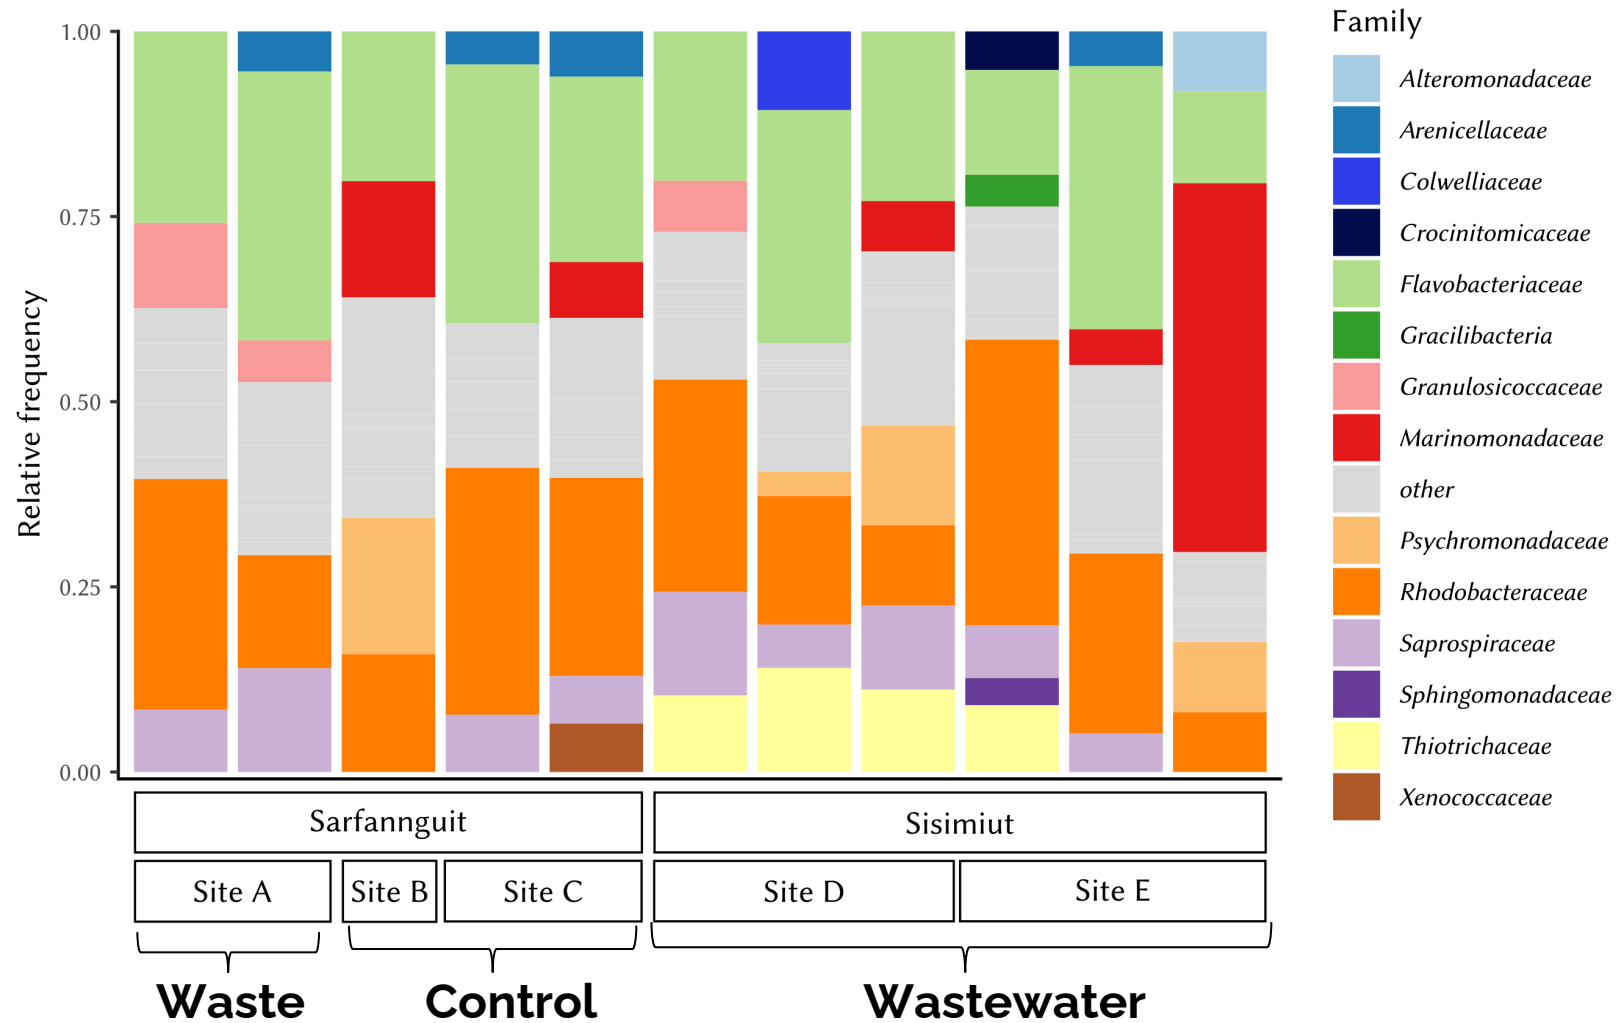 Relative frequency
1.00
0.75
0.50
0.25
0.00
Sarfannguit
Sisimiut
Site A
Site B
Site C
Site D
Site E
Waste
Control
Wastewater
Family
Alteromonadaceae
Arenicellaceae
Colwelliaceae
Crocinitomicaceae
Flavobacteriaceae
Gracilibacteria
Granulosicoccaceae
Marinomonadaceae
other
Psychromonadaceae
Rhodobacteraceae
Saprospiraceae
Sphingomonadaceae
Thiotrichaceae
Xenococcaceae